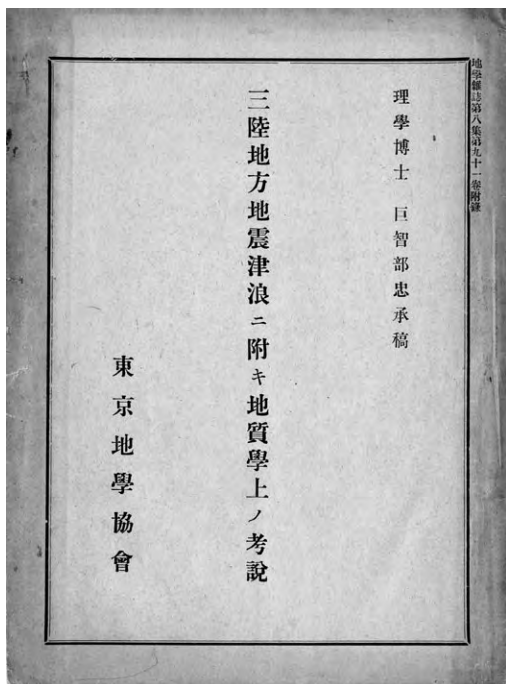 地學雜誌第八集第九十一卷附錄
理學博士 巨智部忠承稿
三陸地方地震津浪ニ附キ地質學上ノ考說
東京地學協會